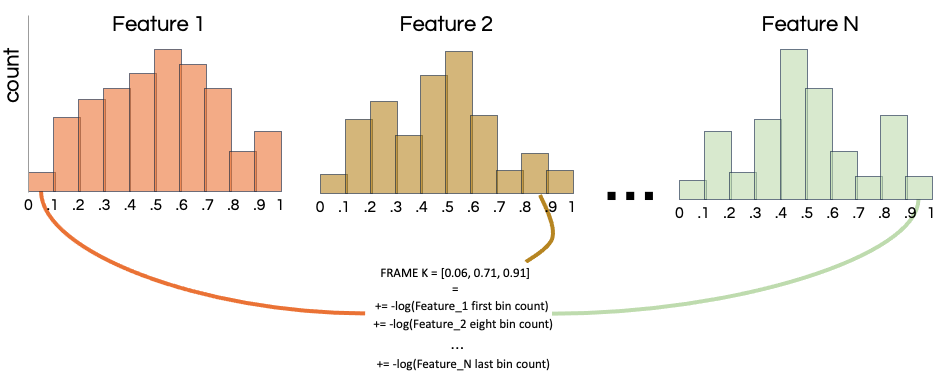 Feature 1
Feature 2
Feature N
count
0 .1 .2 .3 .4 .5 .6 .7 .8 .9 1
0 .1 .2 .3 .4 .5 .6 .7 .8 .9 1
...
0 .1 .2 .3 .4 .5 .6 .7 .8 .9 1
FRAME K = [0.06, 0.71, 0.91]
=
+= -log(Feature_1 first bin count)
+= -log(Feature_2 eight bin count)
...
+= -log(Feature_N last bin count)